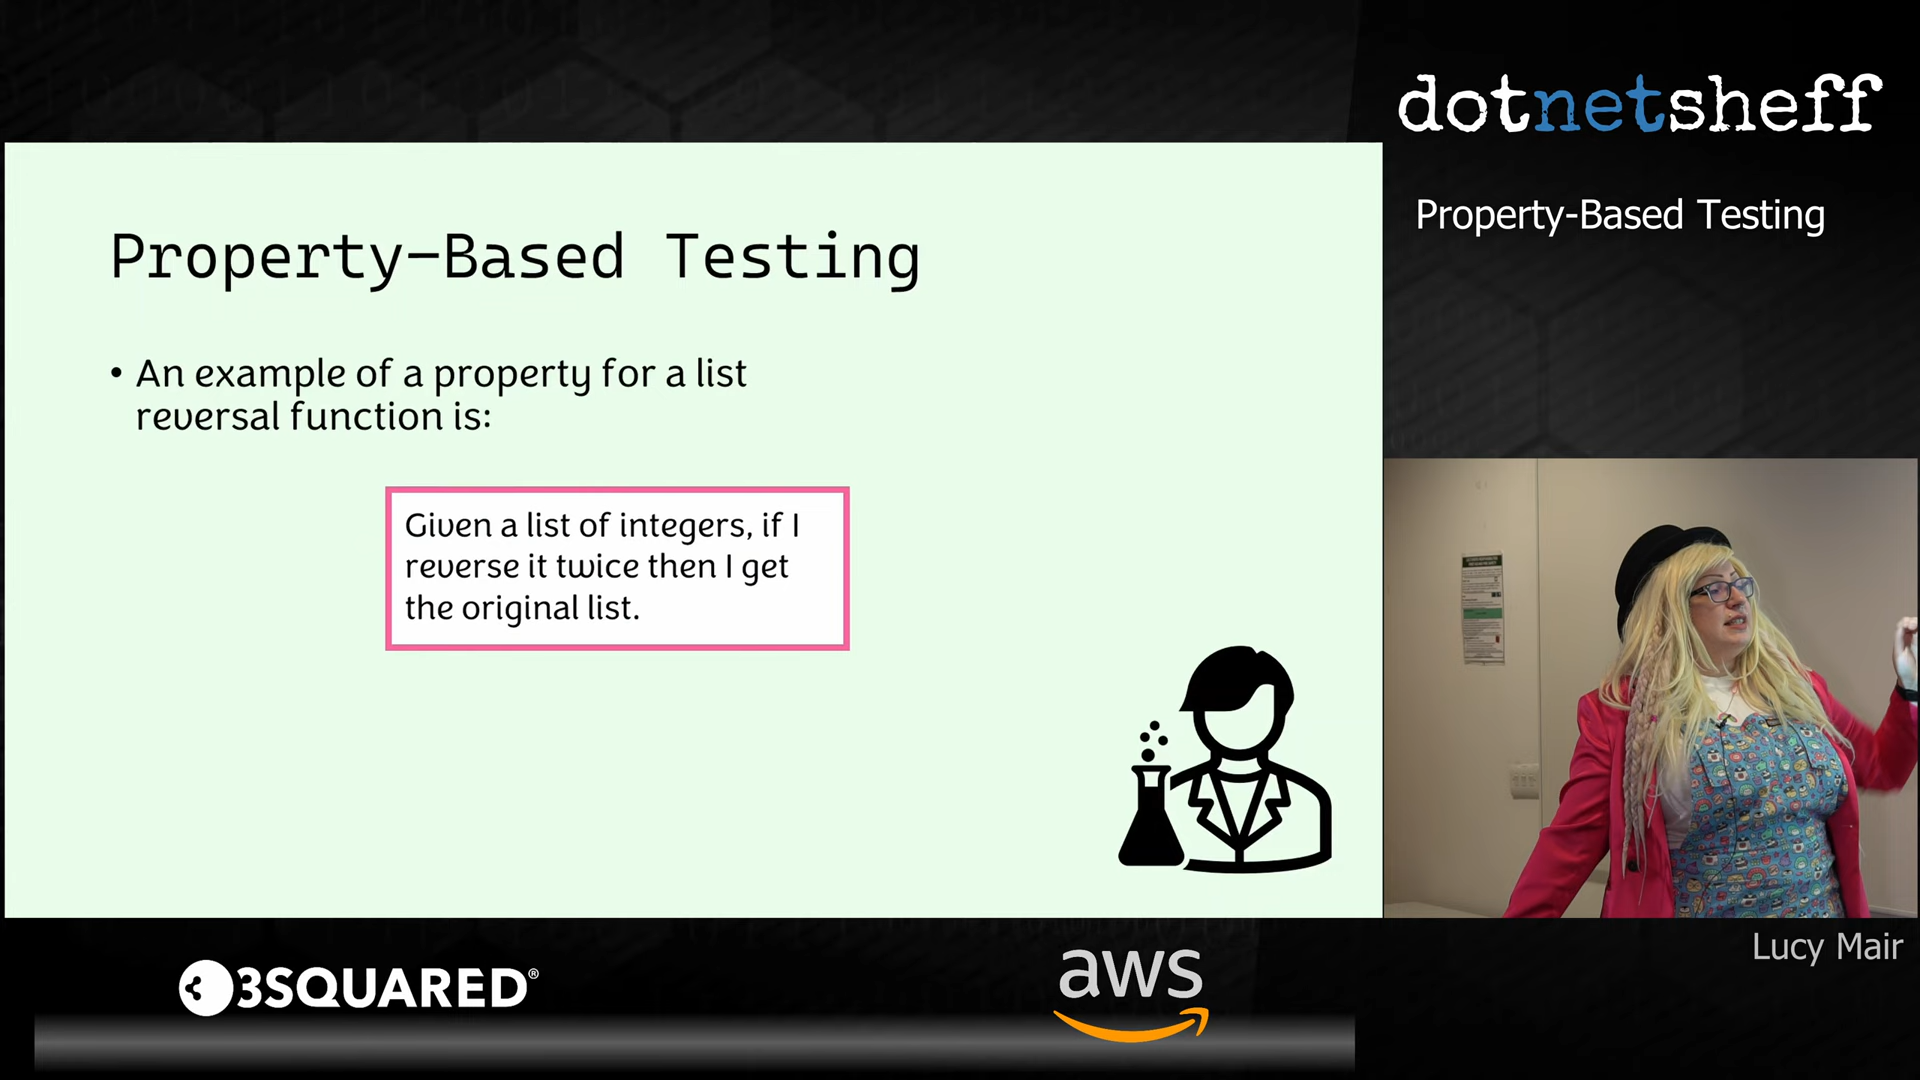 dotnetsheff
Property-Based Testing
Property-Based Testing
• An example of a property for a list
reversal function is:
Given a list of integers, if I
reverse it twice then I get
the original list.
Lucy Mair
3SQUARED®
aws